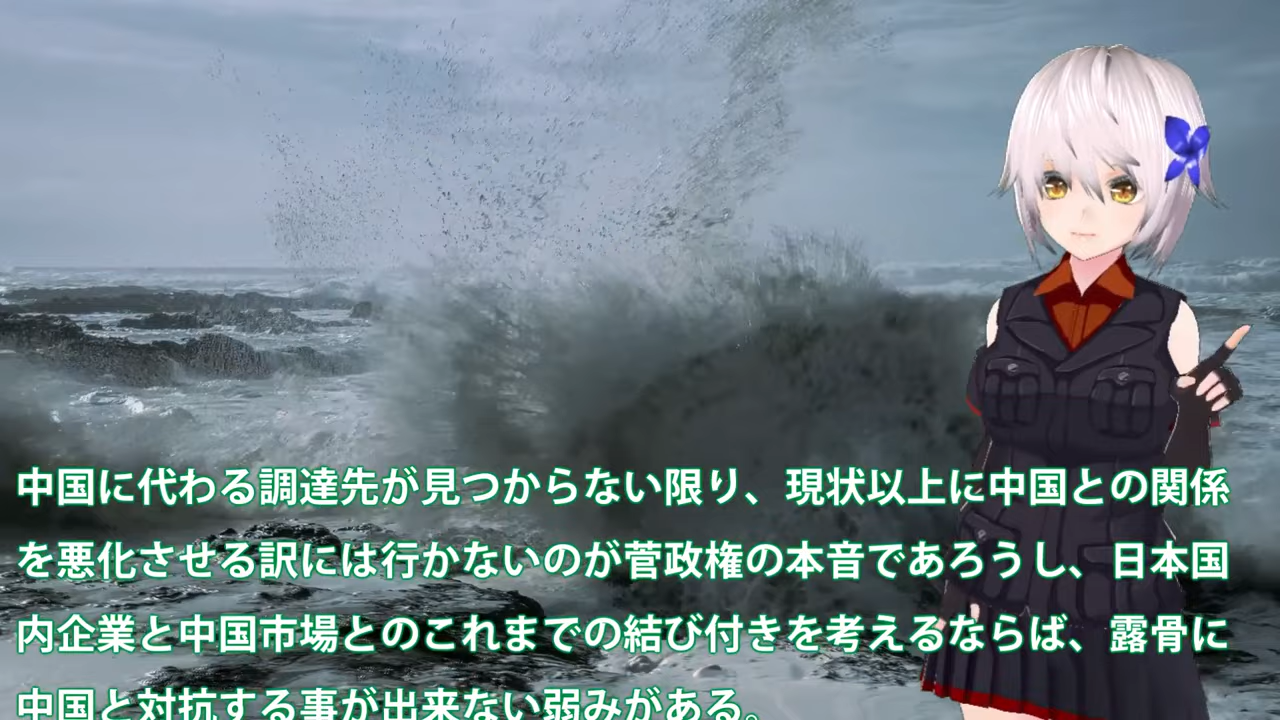 中国に代わる調達先が見つからない限り、現状以上に中国との関係
を悪化させる訳には行かないのが菅政権の本音であろうし、日本国
内企業と中国市場とのこれまでの結び付きを考えるならば、露骨に
中国と対抗する事が出来ない弱みがある。